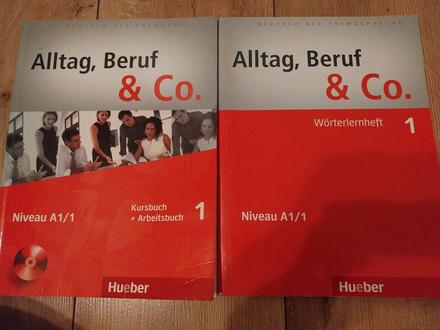 DEUTSCH ALS FREMDSPRACHE
Alltag, Beruf
& Co.
Kursbuch
+ Arbeitsbuch
1
Niveau A1/1
Hueber
DEUTSCH ALS FREMDSPRACHE
Alltag, Beruf
& Co.
Wörterlernheft 1
Niveau A1/1
Hueber